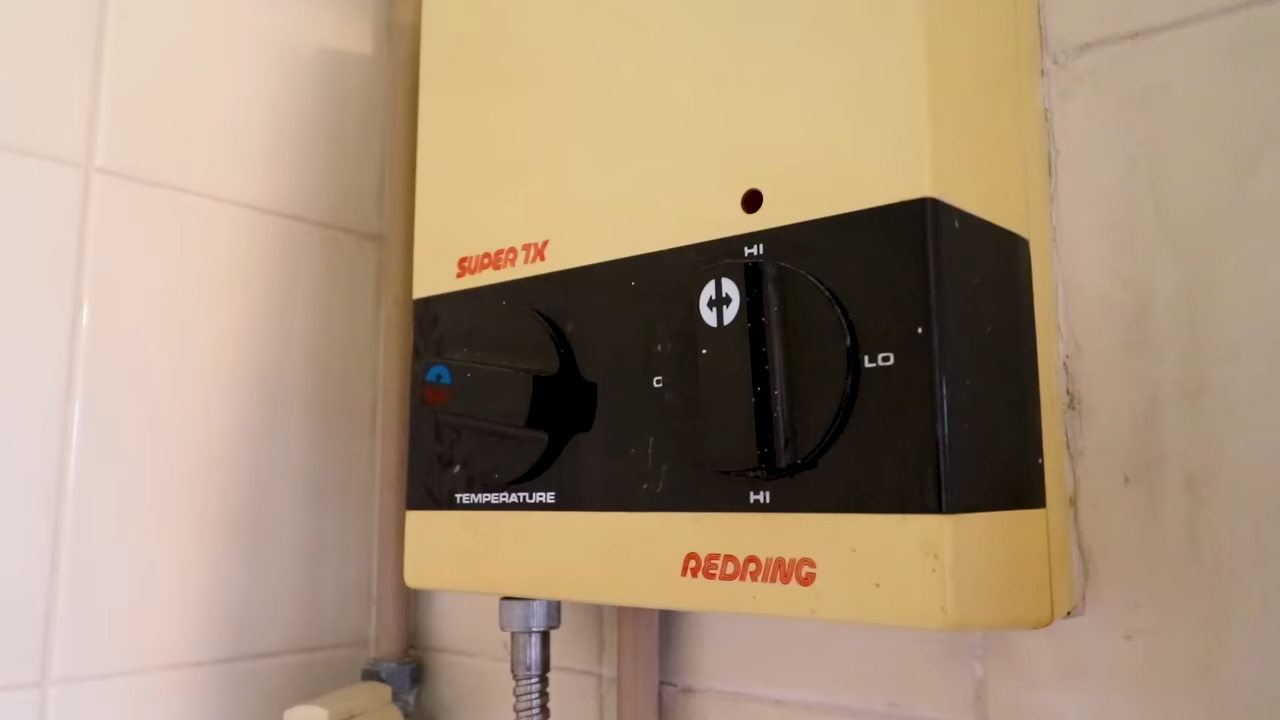 SUPER 7X
HI
LO
HI
TEMPERATURE
REDRING